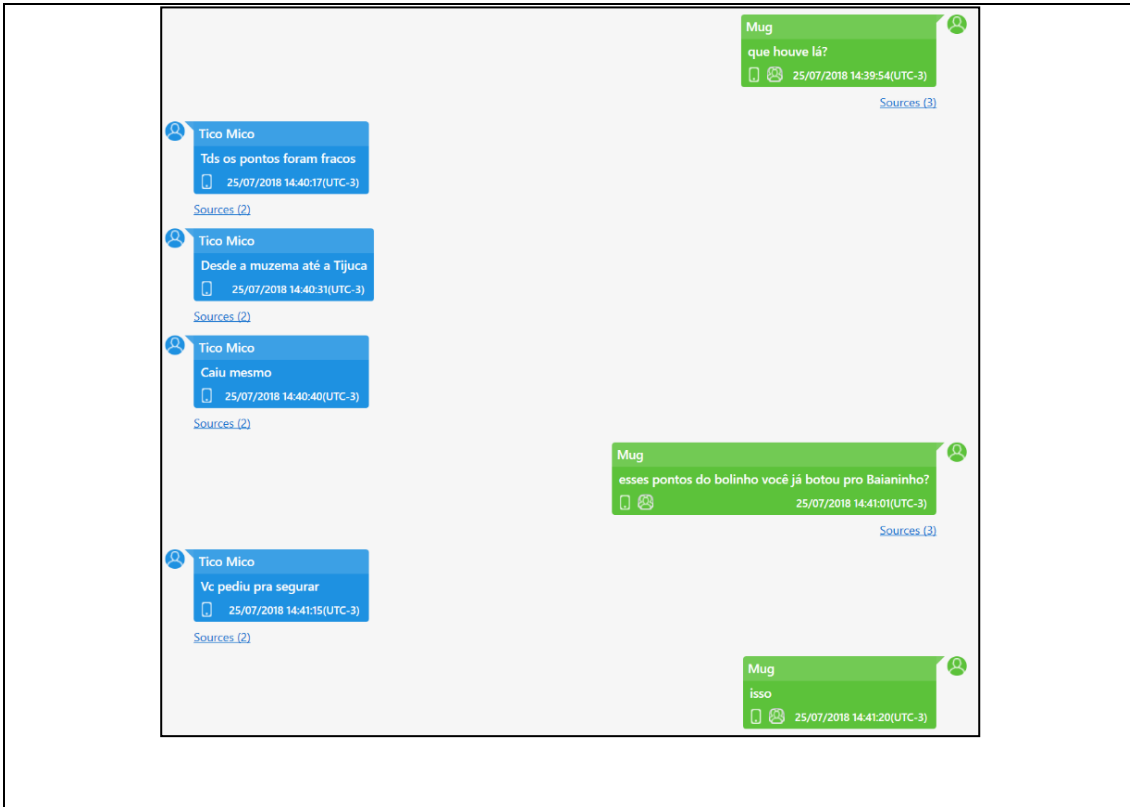 Mug
que houve lá?
25/07/2018 14:39:54(UTC-3)
Sources (3)
Tico Mico
Tds os pontos foram fracos
25/07/2018 14:40:17(UTC-3)
Sources (2)
Tico Mico
Desde a muzema até a Tijuca
25/07/2018 14:40:31(UTC-3)
Sources (2)
Tico Mico
Caiu mesmo
25/07/2018 14:40:40(UTC-3)
Sources (2)
Mug
esses pontos do bolinho você já botou pro Baianinho?
25/07/2018 14:41:01(UTC-3)
Sources (3)
Tico Mico
Vc pediu pra segurar
25/07/2018 14:41:15(UTC-3)
Sources (2)
Mug
isso
25/07/2018 14:41:20(UTC-3)